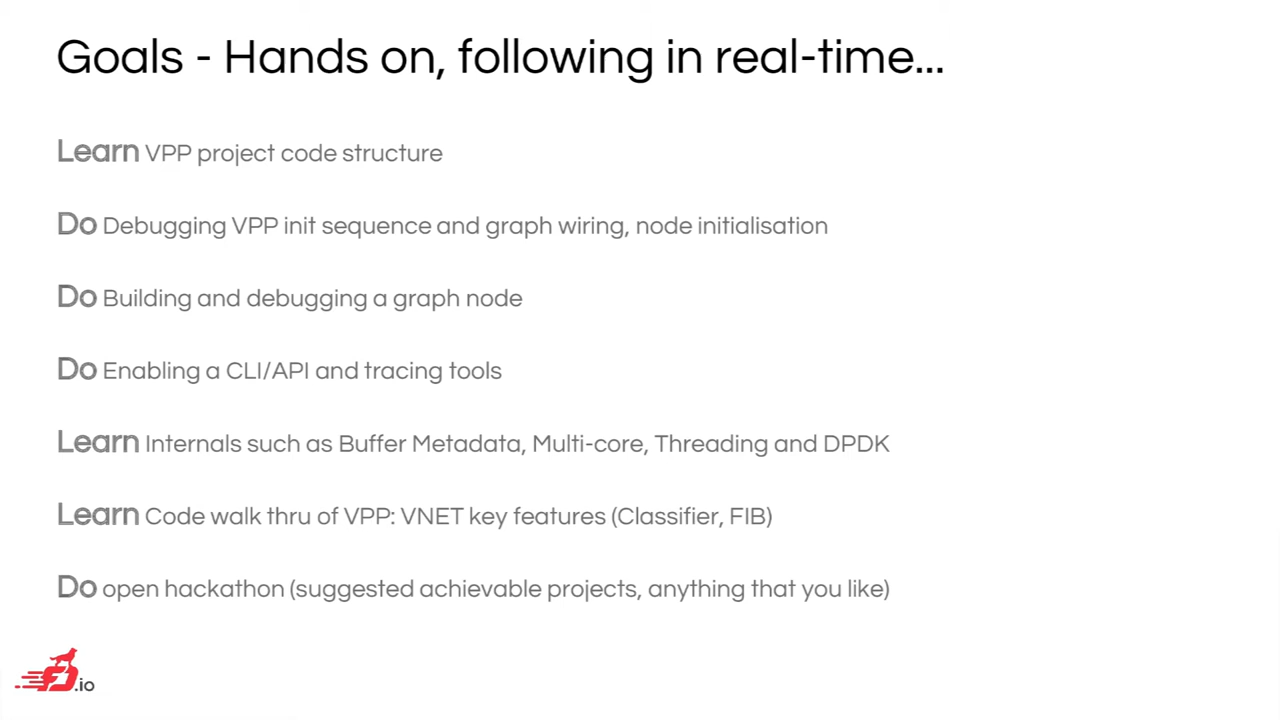 Goals - Hands on, following in real-time...
Learn VPP project code structure
Do Debugging VPP init sequence and graph wiring, node initialisation
Do Building and debugging a graph node
Do Enabling a CLI/API and tracing tools
Learn Internals such as Buffer Metadata, Multi-core, Threading and DPDK
Learn Code walk thru of VPP: VNET key features (Classifier, FIB)
Do open hackathon (suggested achievable projects, anything that you like)
FD.io